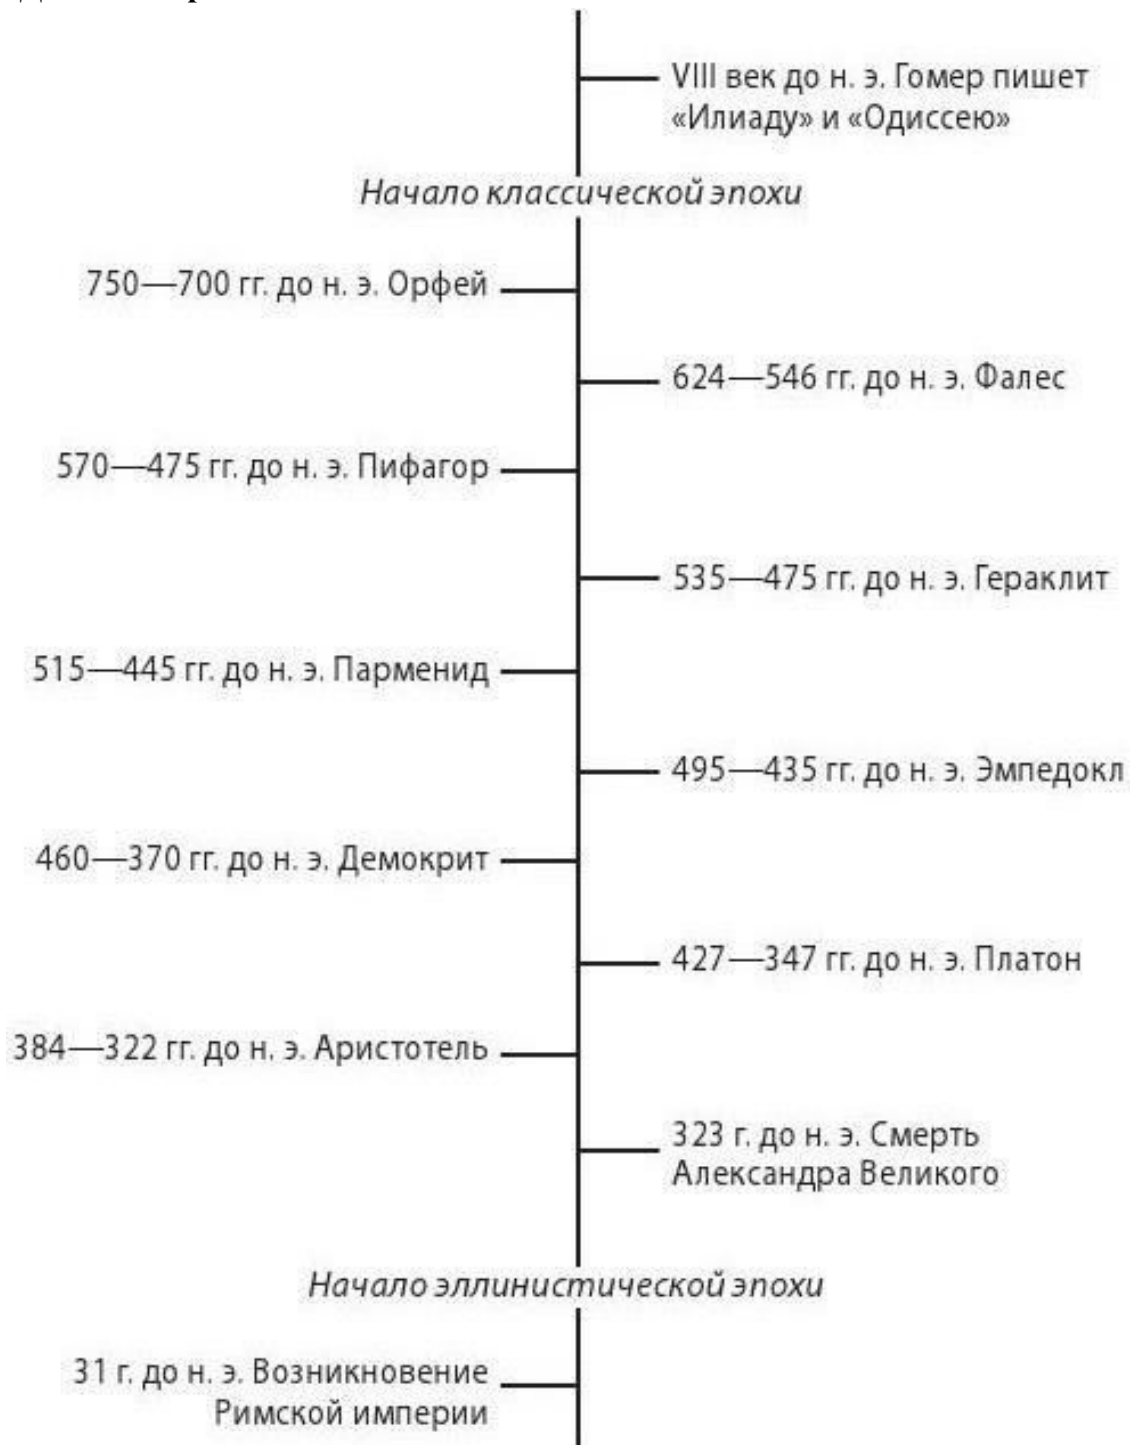 VIII век до н. э. Гомер пишет
«Илиаду» и «Одиссею»
Начало классической эпохи
750—700 гг. до н. э. Орфей
624—546 гг. до н. э. Фалес
570—475 гг. до н. э. Пифагор
535—475 гг. до н. э. Гераклит
515—445 гг. до н. э. Парменид
495—435 гг. до н. э. Эмпедокл
460—370 гг. до н. э. Демокрит
427—347 гг. до н. э. Платон
384—322 гг. до н. э. Аристотель
323 г. до н. э. Смерть
Александра Великого
Начало эллинистической эпохи
31 г. до н. э. Возникновение
Римской империи